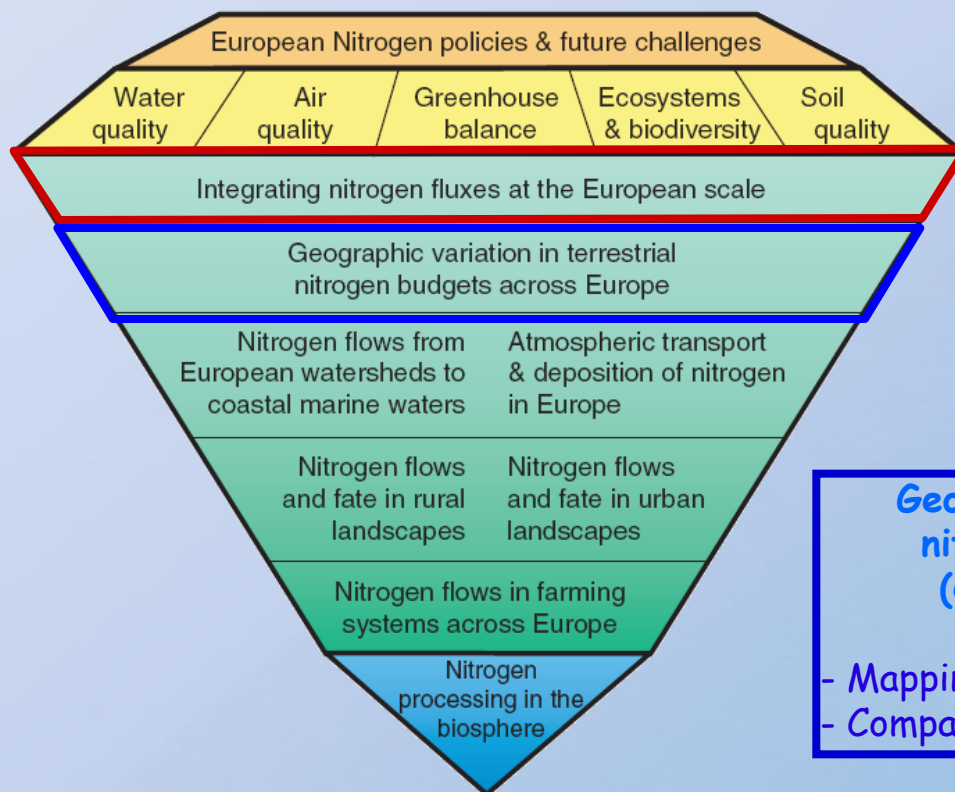 European Nitrogen policies & future challenges
Water
quality
Air
quality
Greenhouse
balance
Ecosystems
& biodiversity
Soil
quality
Integrating nitrogen fluxes at the European scale
Geographic variation in terrestrial
nitrogen budgets across Europe
Nitrogen flows from
European watersheds to
coastal marine waters
Atmospheric transport
& deposition of nitrogen
in Europe
Nitrogen flows
and fate in rural
landscapes
Nitrogen flows
and fate in urban
landscapes
Nitrogen flows in farming
systems across Europe
Nitrogen
processing in the
biosphere
-
-